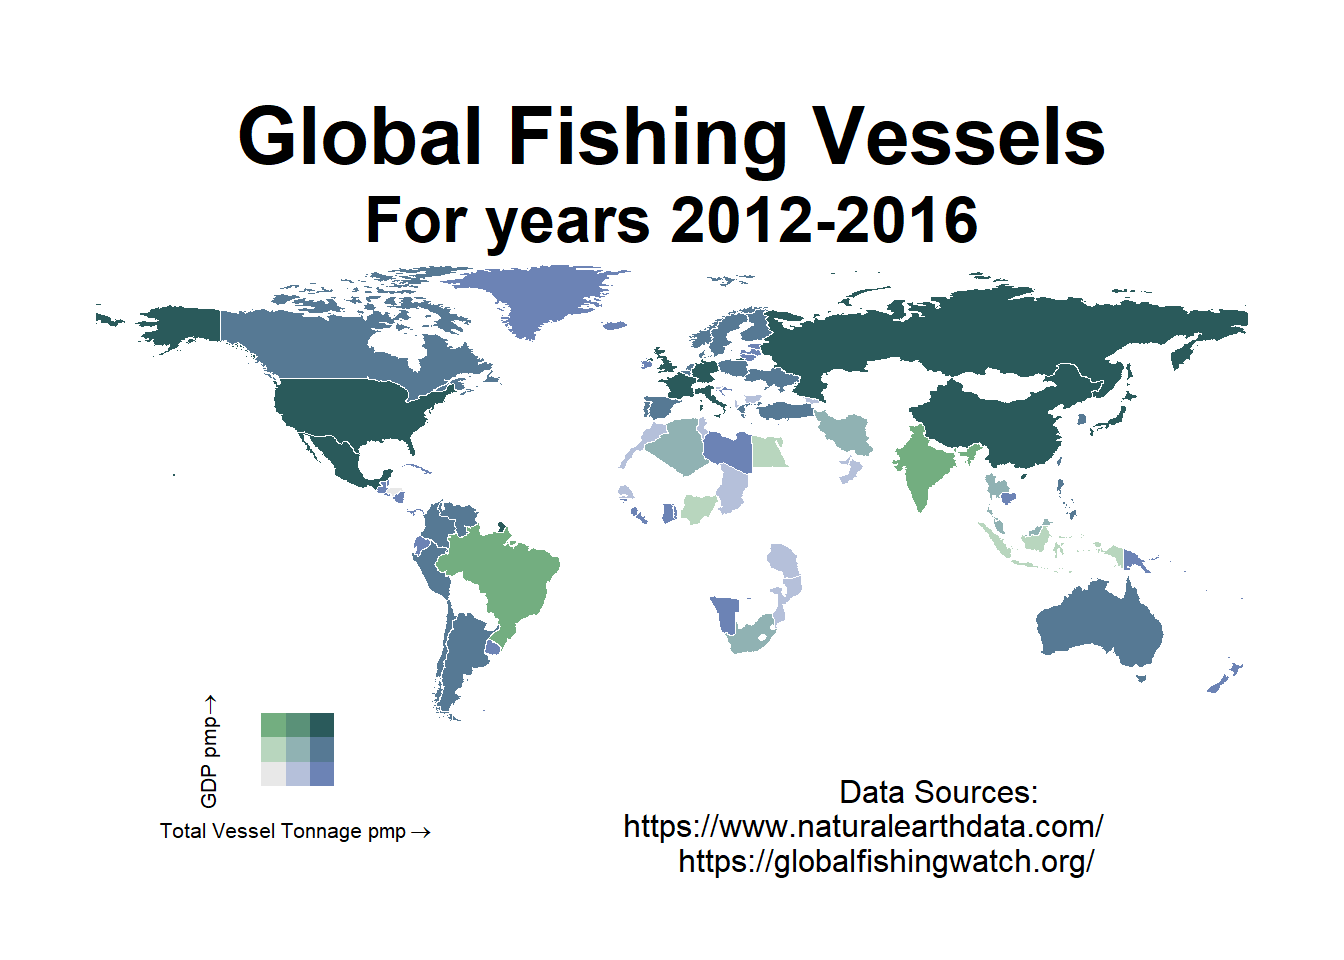 Global Fishing Vessels
For years 2012-2016
GDP pmp→
Total Vessel Tonnage pmp →
Data Sources:
https://www.naturalearthdata.com/
https://globalfishingwatch.org/